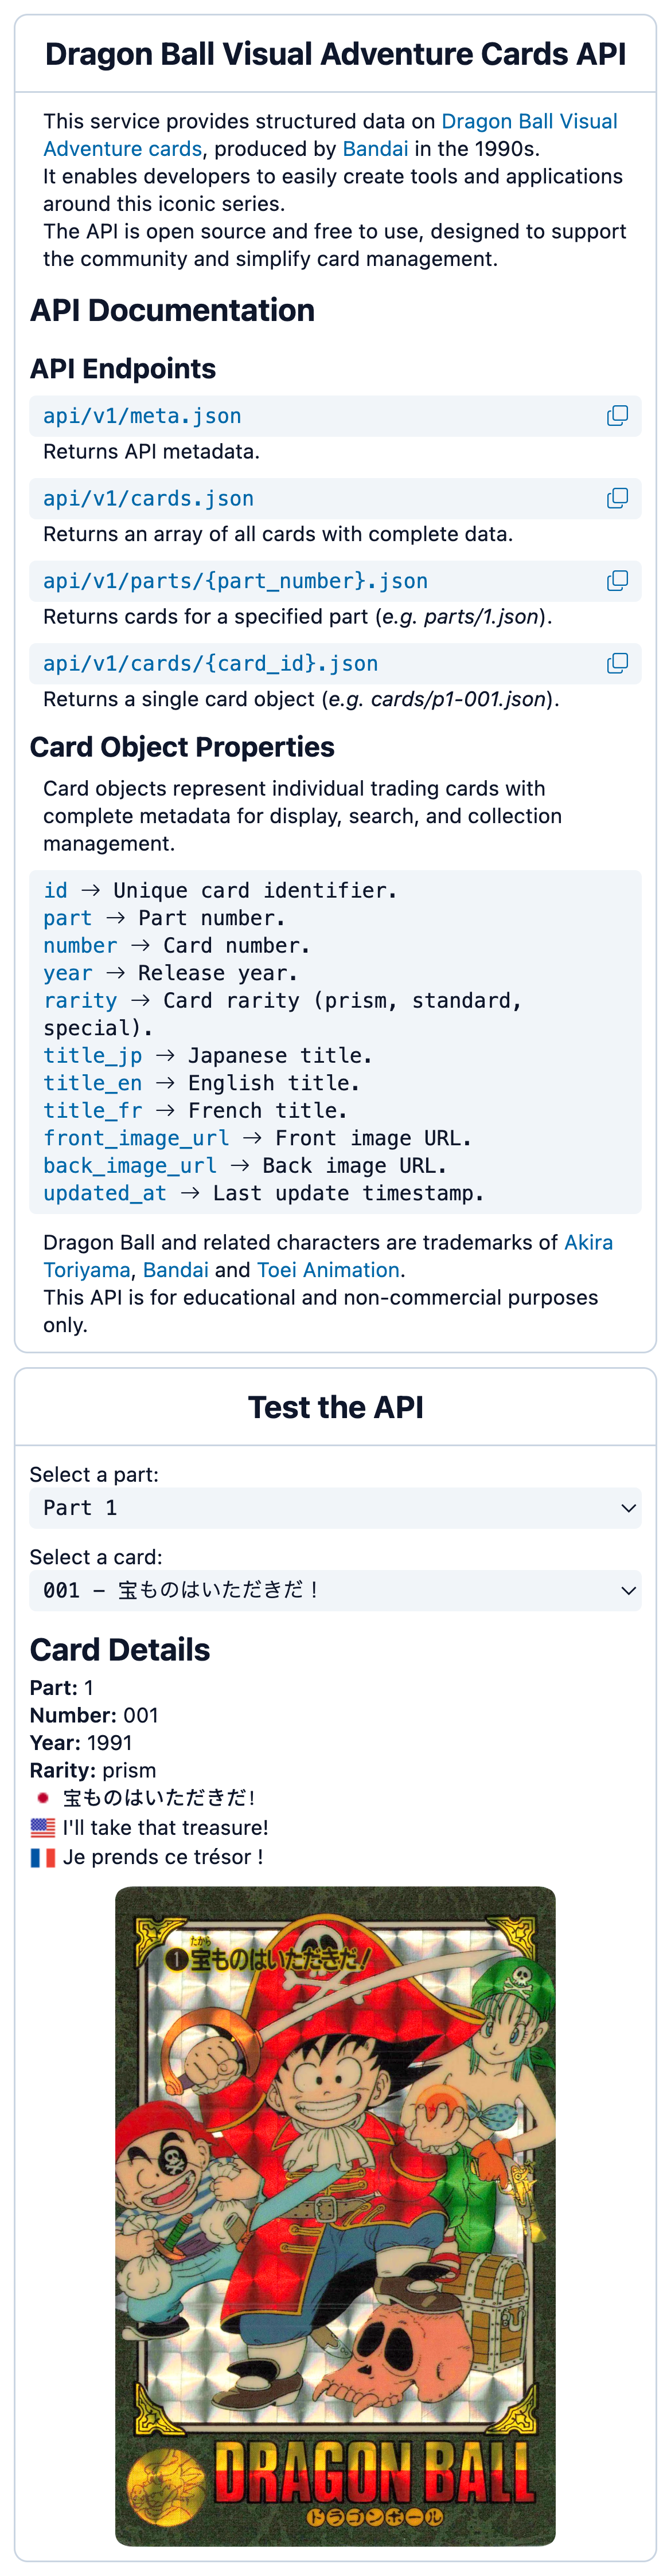 Dragon Ball Visual Adventure Cards API
This service provides structured data on Dragon Ball Visual
Adventure cards, produced by Bandai in the 1990s.
It enables developers to easily create tools and applications
around this iconic series.
The API is open source and free to use, designed to support
the community and simplify card management.
API Documentation
API Endpoints
api/v1/meta.json
Returns API metadata.
api/v1/cards.json
Returns an array of all cards with complete data.
api/v1/parts/{part_number}.json
Returns cards for a specified part (e.g. parts/1.json).
api/v1/cards/{card_id}.json
Returns a single card object (e.g. cards/p1-001.json).
Card Object Properties
Card objects represent individual trading cards with
complete metadata for display, search, and collection
management.
id → Unique card identifier.
part → Part number.
number → Card number.
year → Release year.
rarity → Card rarity (prism, standard,
special).
title_jp → Japanese title.
title_en → English title.
title_fr → French title.
front_image_url → Front image URL.
back_image_url → Back image URL.
updated_at → Last update timestamp.
Dragon Ball and related characters are trademarks of Akira
Toriyama, Bandai and Toei Animation.
This API is for educational and non-commercial purposes
only.
Test the API
Select a part:
Part 1
Select a card:
001 – 宝ものはいただきだ！
Card Details
Part: 1
Number: 001
Year: 1991
Rarity: prism
宝ものはいただきだ！
I'll take that treasure!
Je prends ce trésor !
たから
1 宝ものはいただきだ！
DRAGON BALL
ドラゴンボール